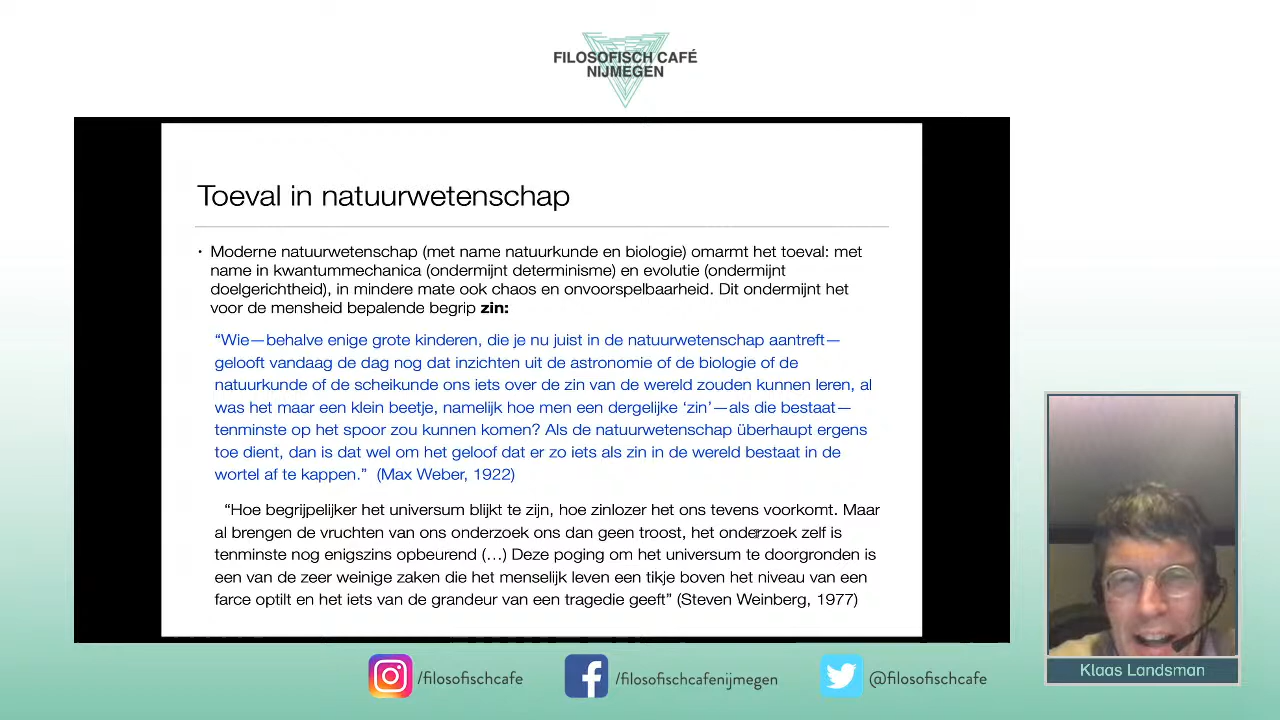 FILOSOFISCH CAFÉ
NIJMEGEN
Toeval in natuurwetenschap
• Moderne natuurwetenschap (met name natuurkunde en biologie) omarmt het toeval: met
name in kwantummechanica (ondermijnt determinisme) en evolutie (ondermijnt
doelgerichtheid), in mindere mate ook chaos en onvoorspelbaarheid. Dit ondermijnt het
voor de mensheid bepalende begrip zin:
“Wie—behalve enige grote kinderen, die je nu juist in de natuurwetenschap aantreft—
gelooft vandaag de dag nog dat inzichten uit de astronomie of de biologie of de
natuurkunde of de scheikunde ons iets over de zin van de wereld zouden kunnen leren, al
was het maar een klein beetje, namelijk hoe men een dergelijke ‘zin’—als die bestaat—
tenminste op het spoor zou kunnen komen? Als de natuurwetenschap überhaupt ergens
toe dient, dan is dat wel om het geloof dat er zo iets als zin in de wereld bestaat in de
wortel af te kappen.” (Max Weber, 1922)
“Hoe begrijpelijker het universum blijkt te zijn, hoe zinlozer het ons tevens voorkomt. Maar
al brengen de vruchten van ons onderzoek ons dan geen troost, het onderzoek zelf is
tenminste nog enigszins opbeurend (…) Deze poging om het universum te doorgronden is
een van de zeer weinige zaken die het menselijk leven een tikje boven het niveau van een
farce optilt en het iets van de grandeur van een tragedie geeft” (Steven Weinberg, 1977)
Klaas Landsman
/filosofischcafe
/filosofischcafenijmegen
@filosofischcafe